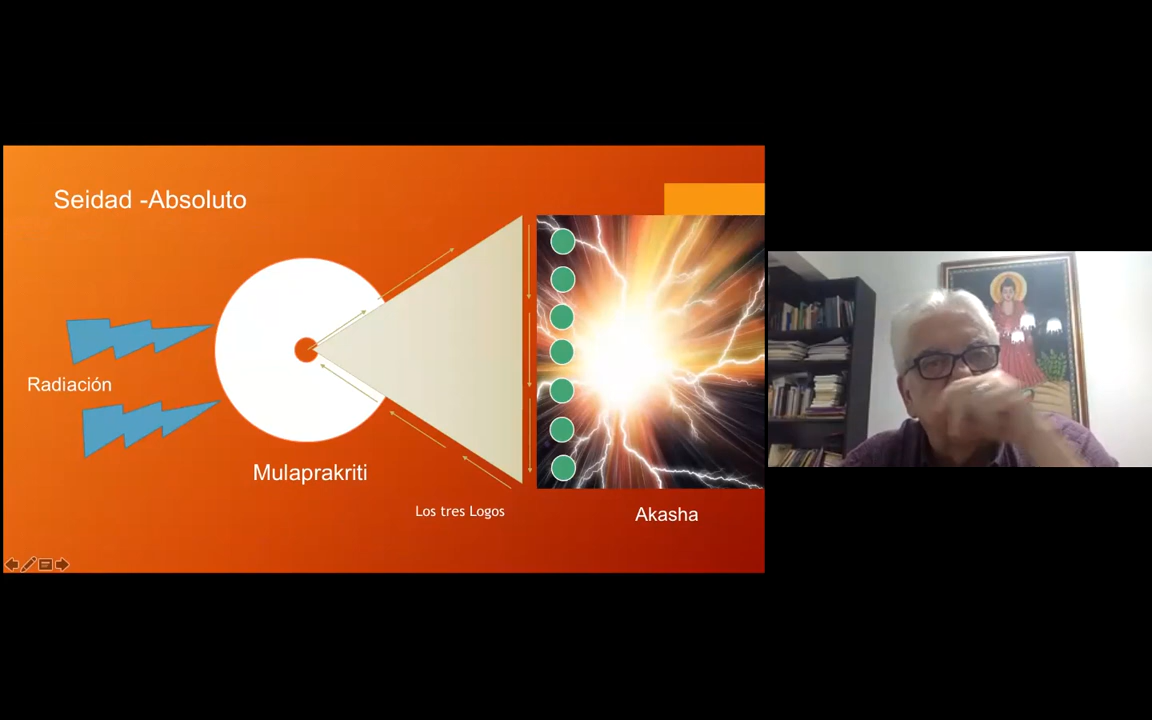 Seidad -Absoluto
Radiación
Mulaprakriti
Los tres Logos
Akasha